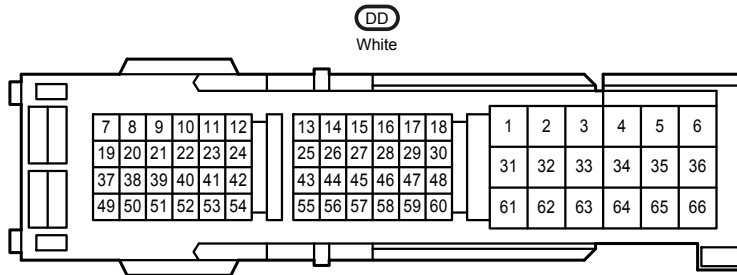 DD
White
7 8 9 10 11 12 13 14 15 16 17 18 1 2 3 4 5 6
19 20 21 22 23 24 25 26 27 28 29 30 31 32 33 34 35 36
37 38 39 40 41 42 43 44 45 46 47 48
49 50 51 52 53 54 55 56 57 58 59 60 61 62 63 64 65 66